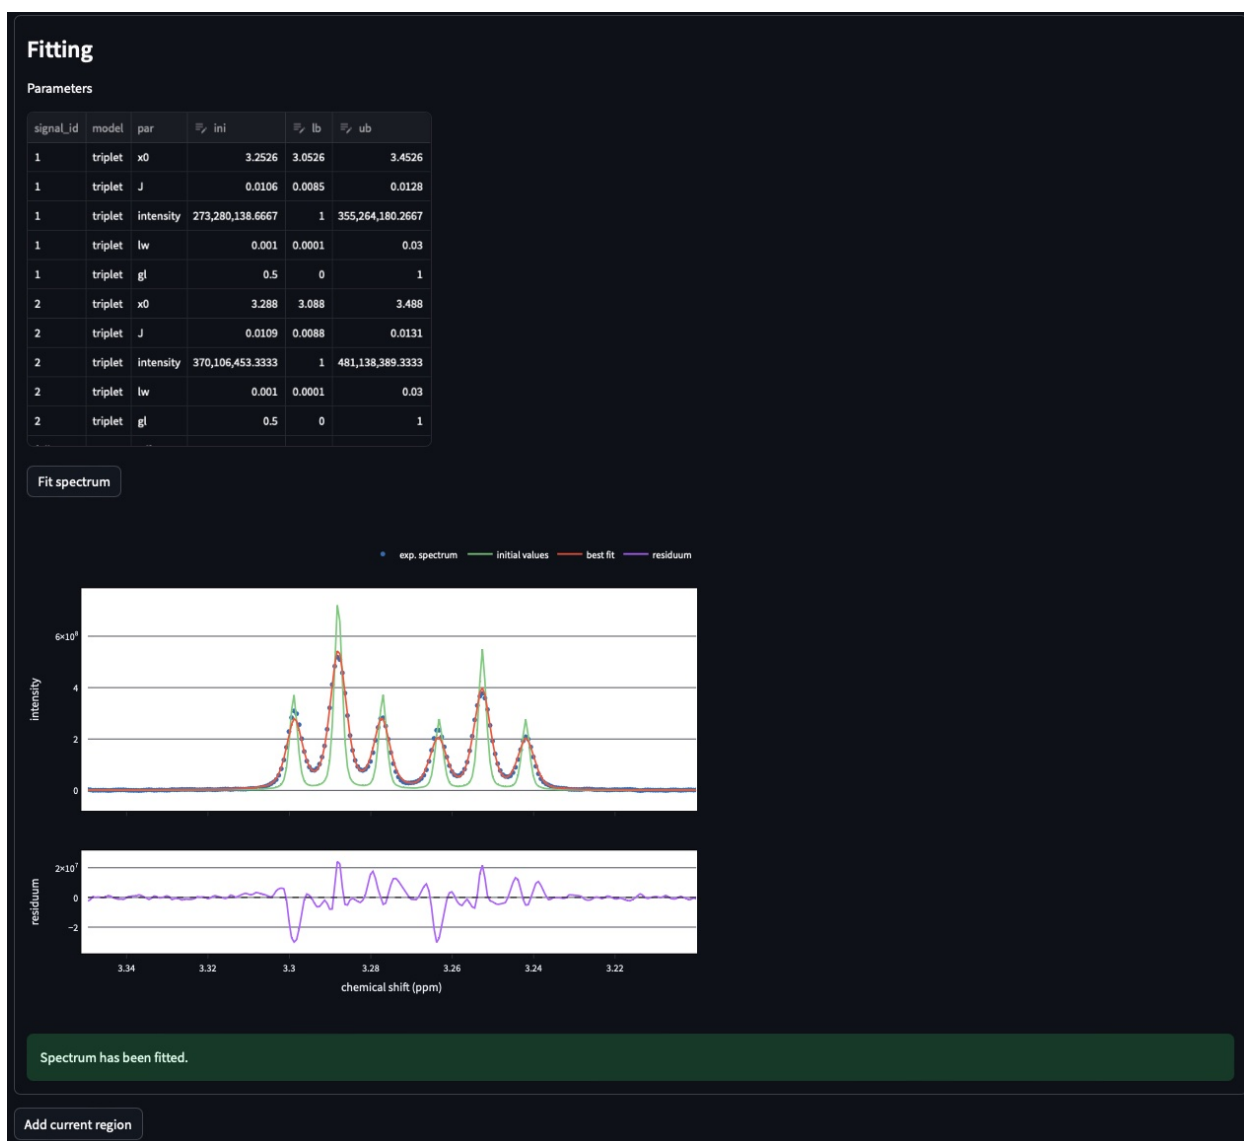 Fitting
Parameters
signal_id model par ini lb ub
1 triplet x0 3.2526 3.0526 3.4526
1 triplet J 0.0106 0.0085 0.0128
1 triplet intensity 273,280,138.6667 1 355,264,180.2667
1 triplet lw 0.001 0.0001 0.03
1 triplet gl 0.5 0 1
2 triplet x0 3.288 3.088 3.488
2 triplet J 0.0109 0.0088 0.0131
2 triplet intensity 370,106,453.3333 1 481,138,389.3333
2 triplet lw 0.001 0.0001 0.03
2 triplet gl 0.5 0 1
Fit spectrum
exp. spectrum initial values best fit residuum
6×10⁸
4
2
0
intensity
2×10⁷
0
−2
residuum
3.34 3.32 3.3 3.28 3.26 3.24 3.22
chemical shift (ppm)
Spectrum has been fitted.
Add current region